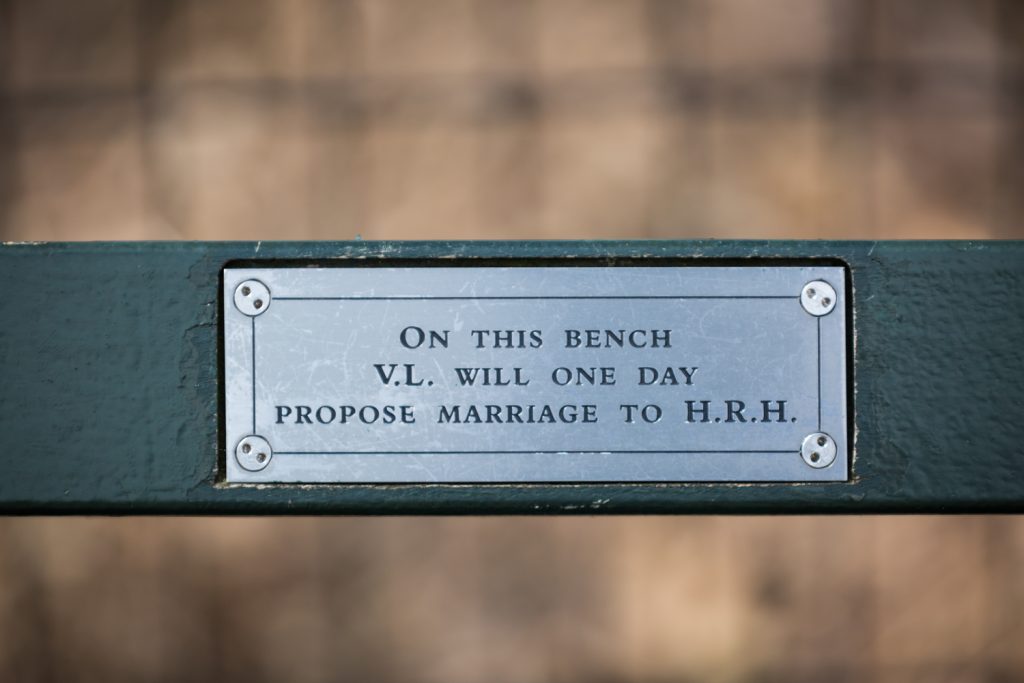 On this bench
V.L. will one day
propose marriage to H.R.H.